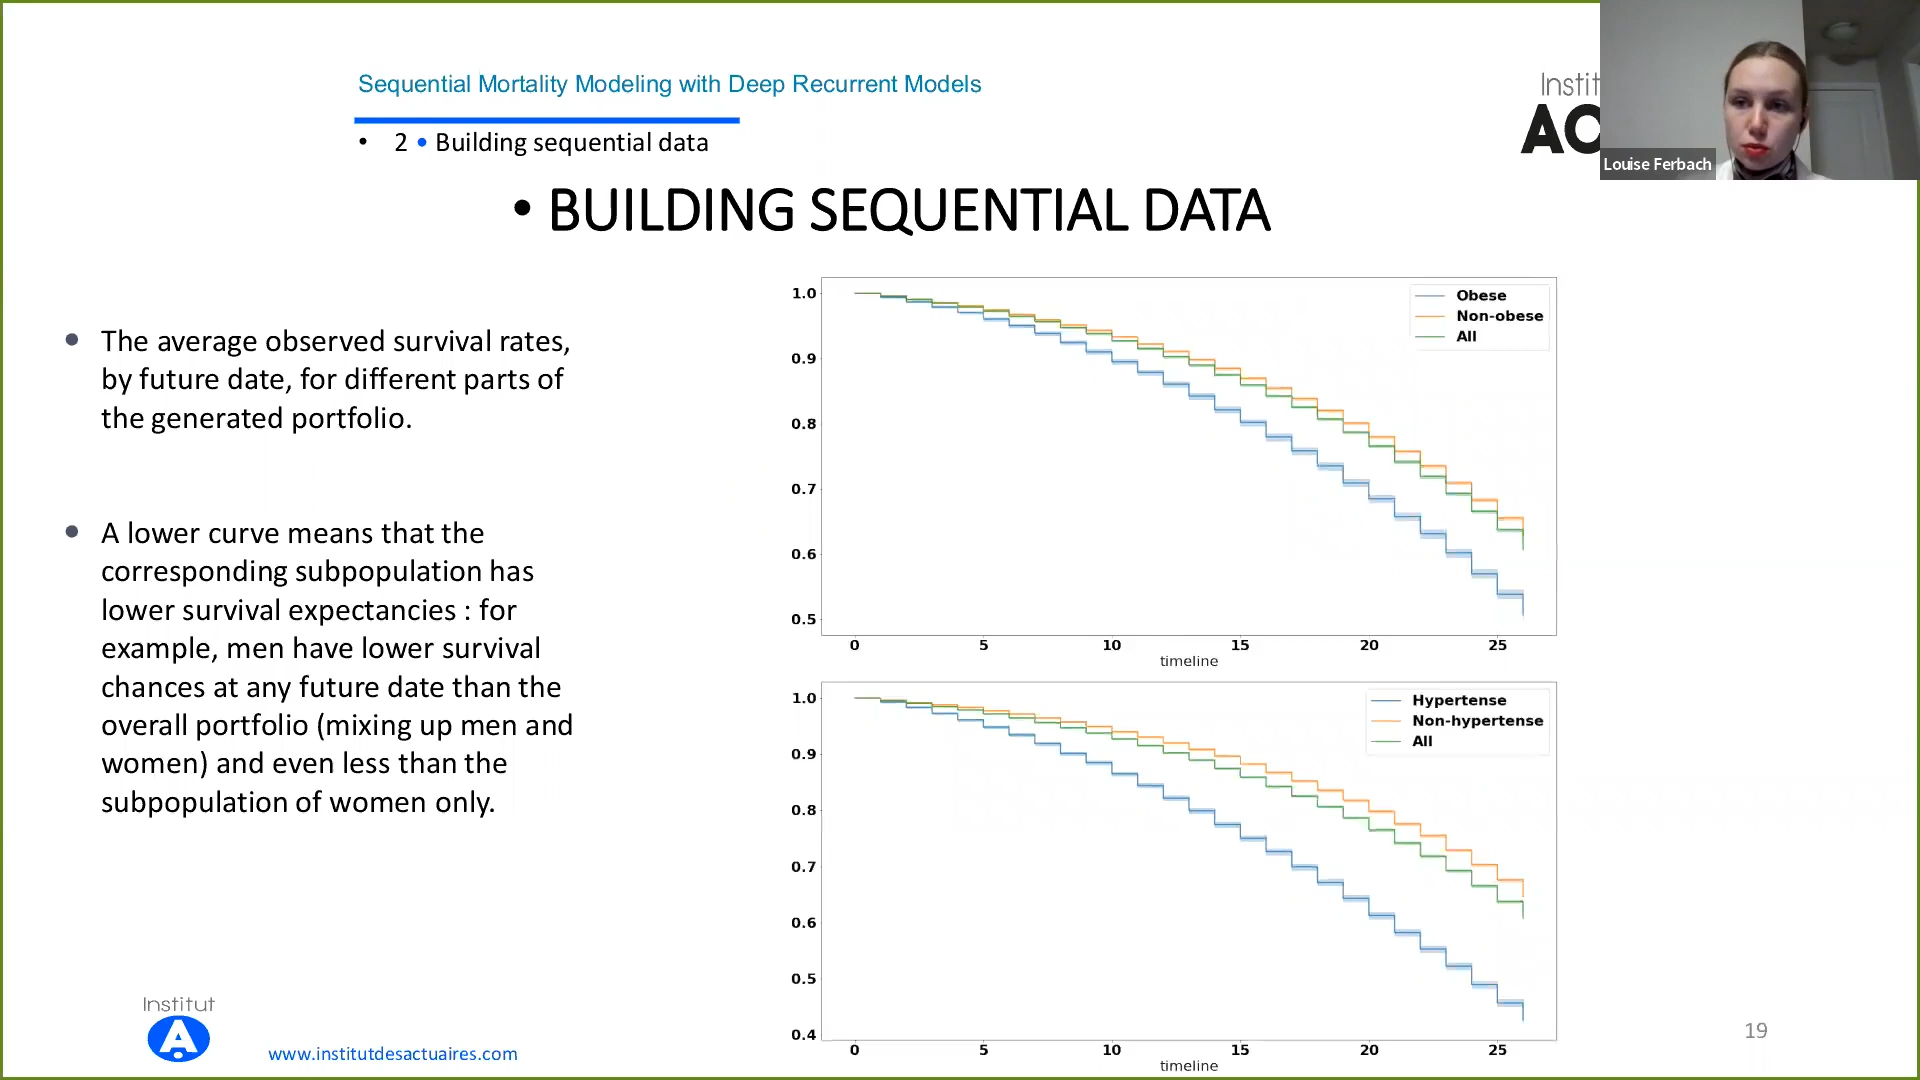 Sequential Mortality Modeling with Deep Recurrent Models
• 2 • Building sequential data
Instit
AC
Louise Ferbach
• BUILDING SEQUENTIAL DATA
• The average observed survival rates,
by future date, for different parts of
the generated portfolio.
• A lower curve means that the
corresponding subpopulation has
lower survival expectancies : for
example, men have lower survival
chances at any future date than the
overall portfolio (mixing up men and
women) and even less than the
subpopulation of women only.
Obese
Non-obese
All
1.0
0.9
0.8
0.7
0.6
0.5
0 5 10 15 20 25
timeline
Hypertense
Non-hypertense
All
1.0
0.9
0.8
0.7
0.6
0.5
0.4
0 5 10 15 20 25
timeline
Institut
A
www.institutdesactuaires.com
19